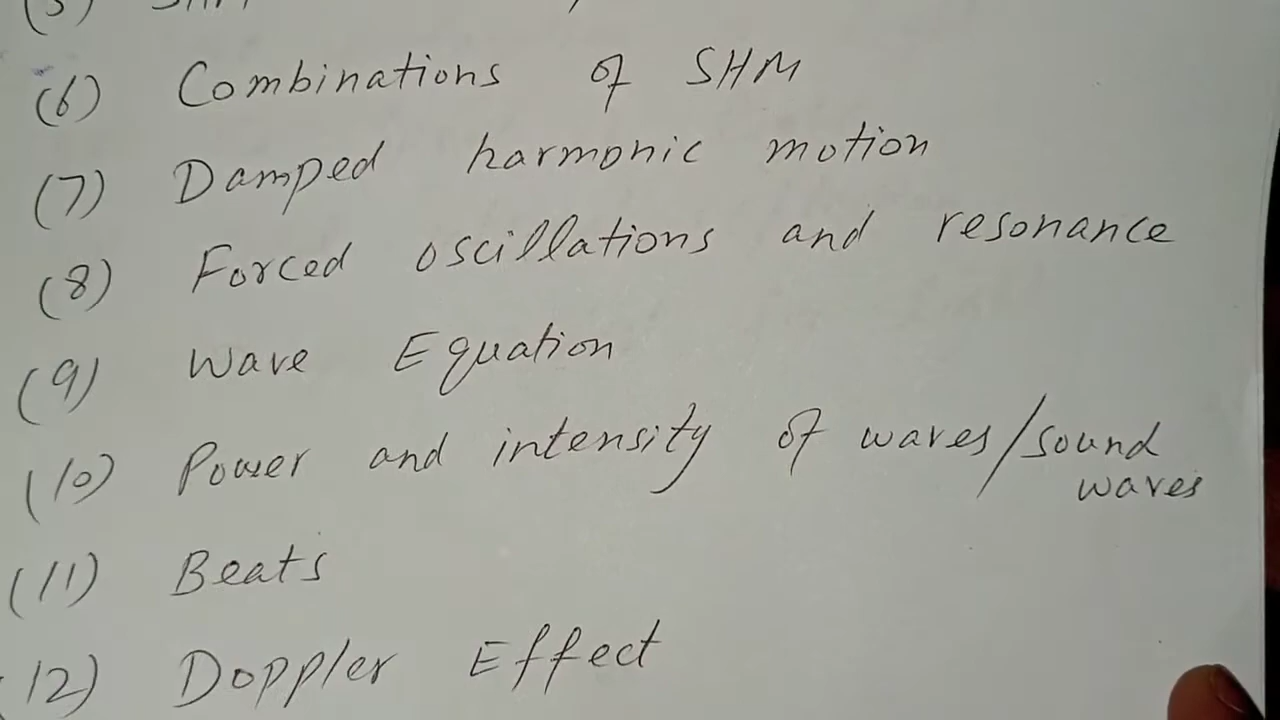 (6) Combinations of SHM
(7) Damped harmonic motion
(8) Forced oscillations and resonance
(9) Wave Equation
(10) Power and intensity of waves/sound
waves
(11) Beats
(12) Doppler Effect